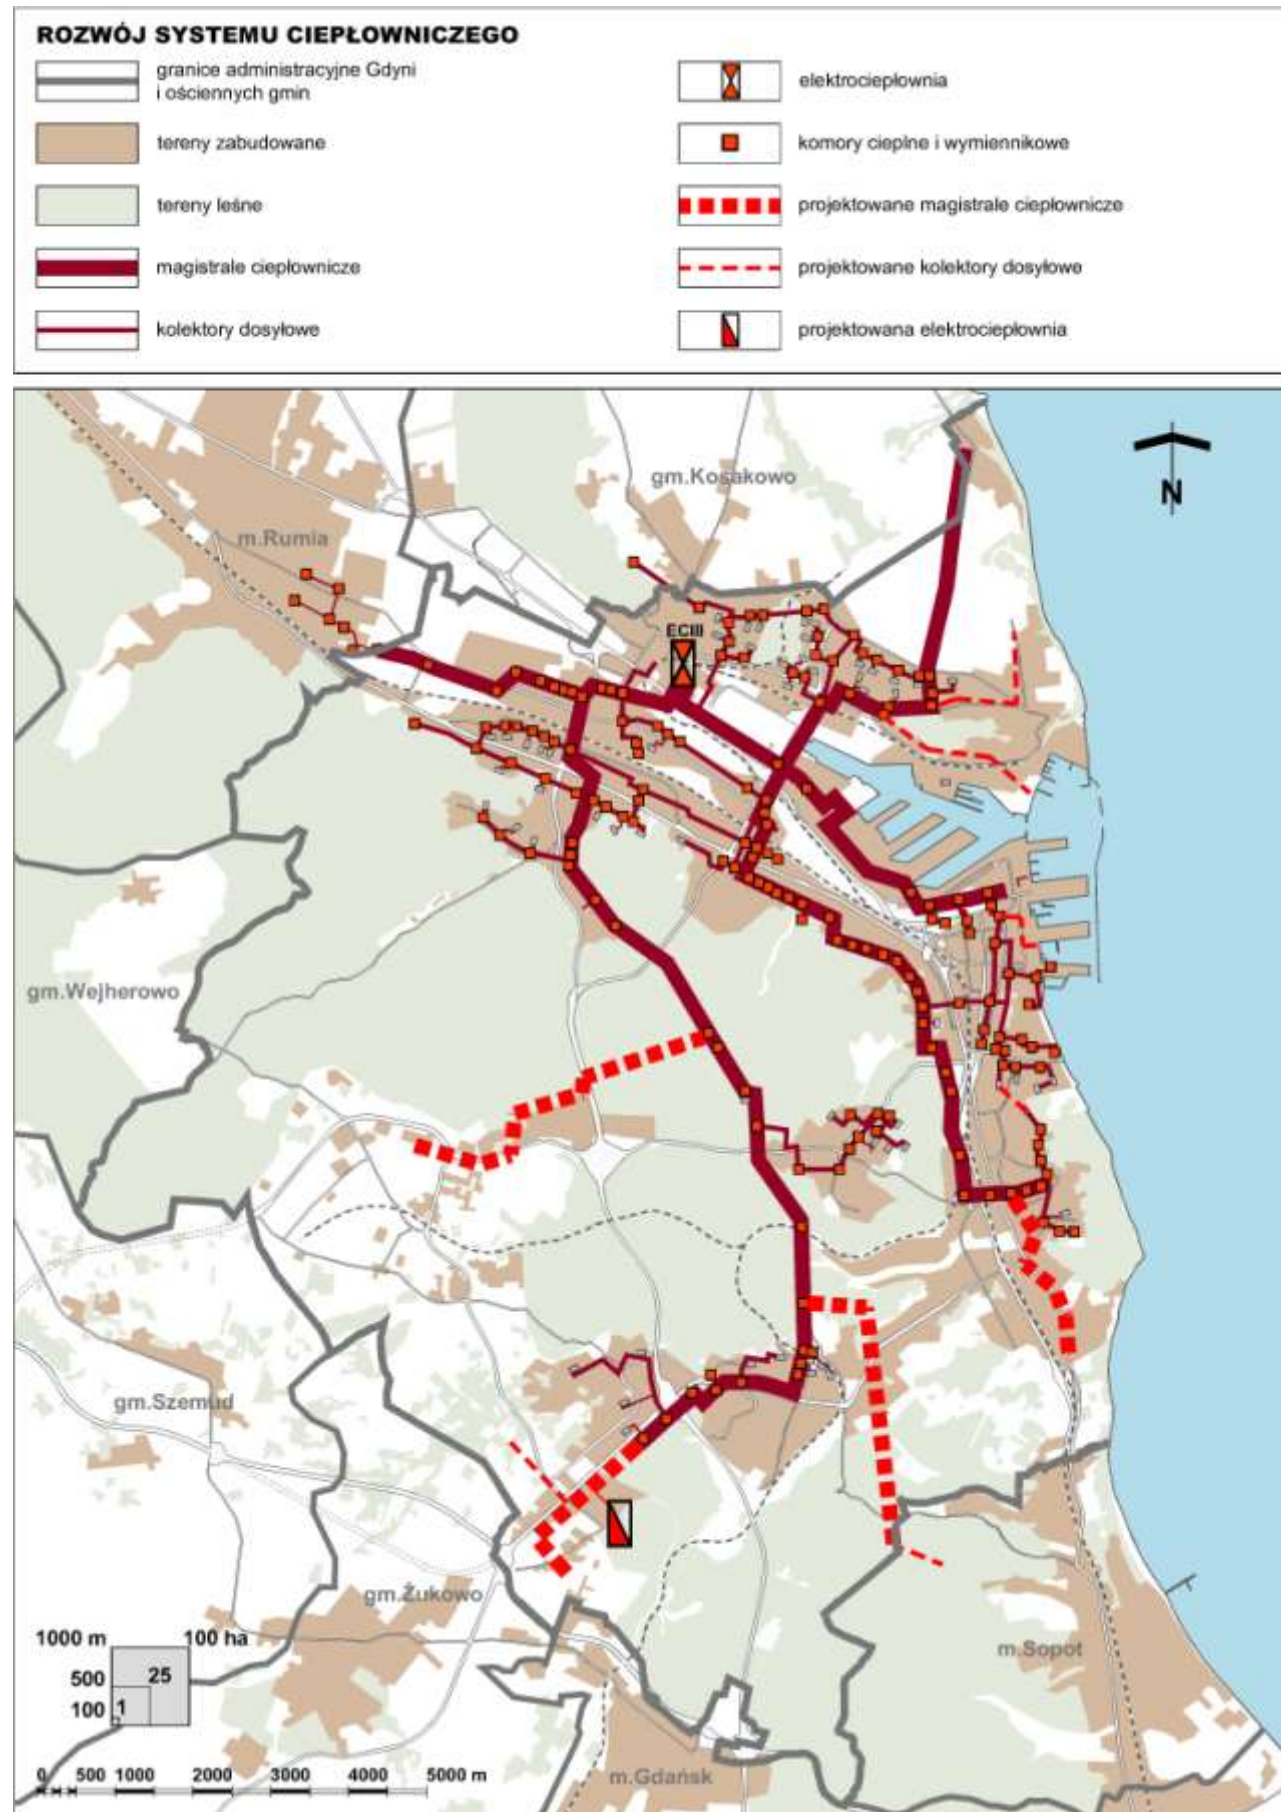 ROZWÓJ SYSTEMU CIEPŁOWNICZEGO
granice administracyjne Gdyni
i ościennych gmin
tereny zabudowane
tereny leśne
magistrale ciepłownicze
kolektory dosyłowe
elektrociepłownia
komory cieplne i wymiennikowe
projektowane magistrale ciepłownicze
projektowane kolektory dosyłowe
projektowana elektrociepłownia
gm.Kosakowo
N
m.Rumia
ECIII
gm.Wejherowo
gm.Szemud
gm.Żukowo
m.Sopot
m.Gdańsk
1000 m 100 ha
500 25
100 1
0 500 1000 2000 3000 4000 5000 m